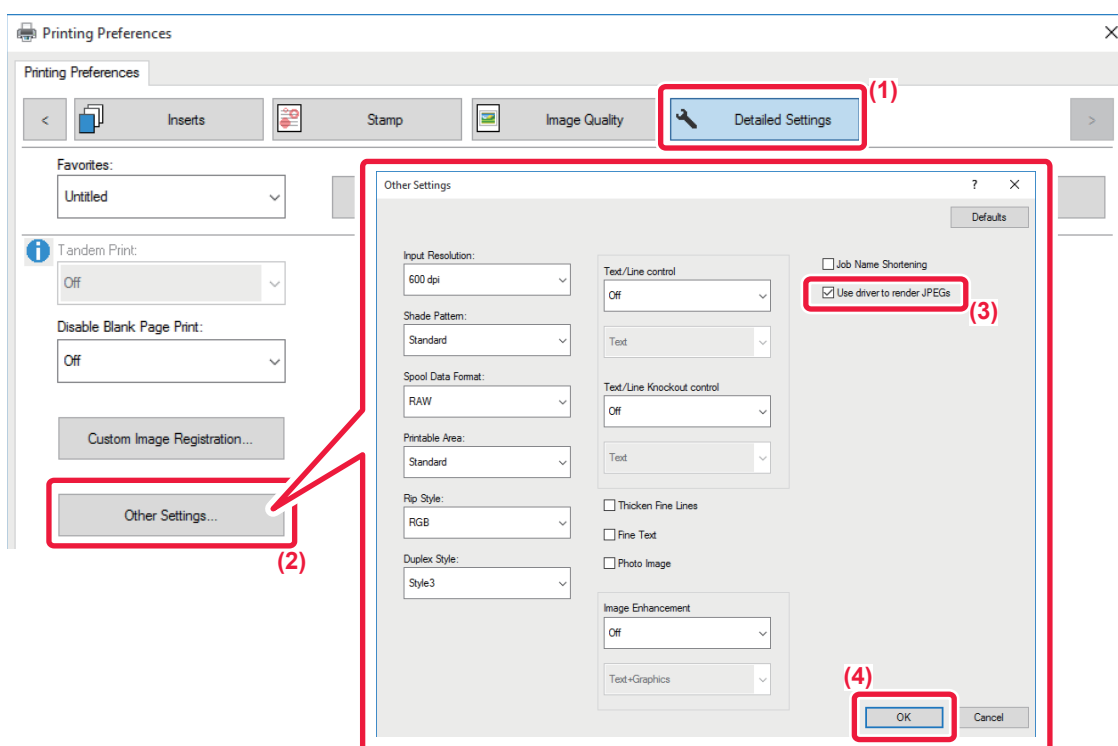 Printing Preferences
Printing Preferences
(1)
<
Inserts
Stamp
Image Quality
Detailed Settings
>
Favorites:
Untitled
Tandem Print:
Off
Disable Blank Page Print:
Off
Custom Image Registration...
Other Settings...
(2)
Other Settings
?
Defaults
Input Resolution:
600 dpi
Shade Pattern:
Standard
Spool Data Format:
RAW
Printable Area:
Standard
Rip Style:
RGB
Duplex Style:
Style3
Text/Line control
Off
Text
Text/Line Knockout control
Off
Text
Thicken Fine Lines
Fine Text
Photo Image
Image Enhancement
Off
Text+Graphics
Job Name Shortening
Use driver to render JPEGs
(3)
(4)
OK
Cancel